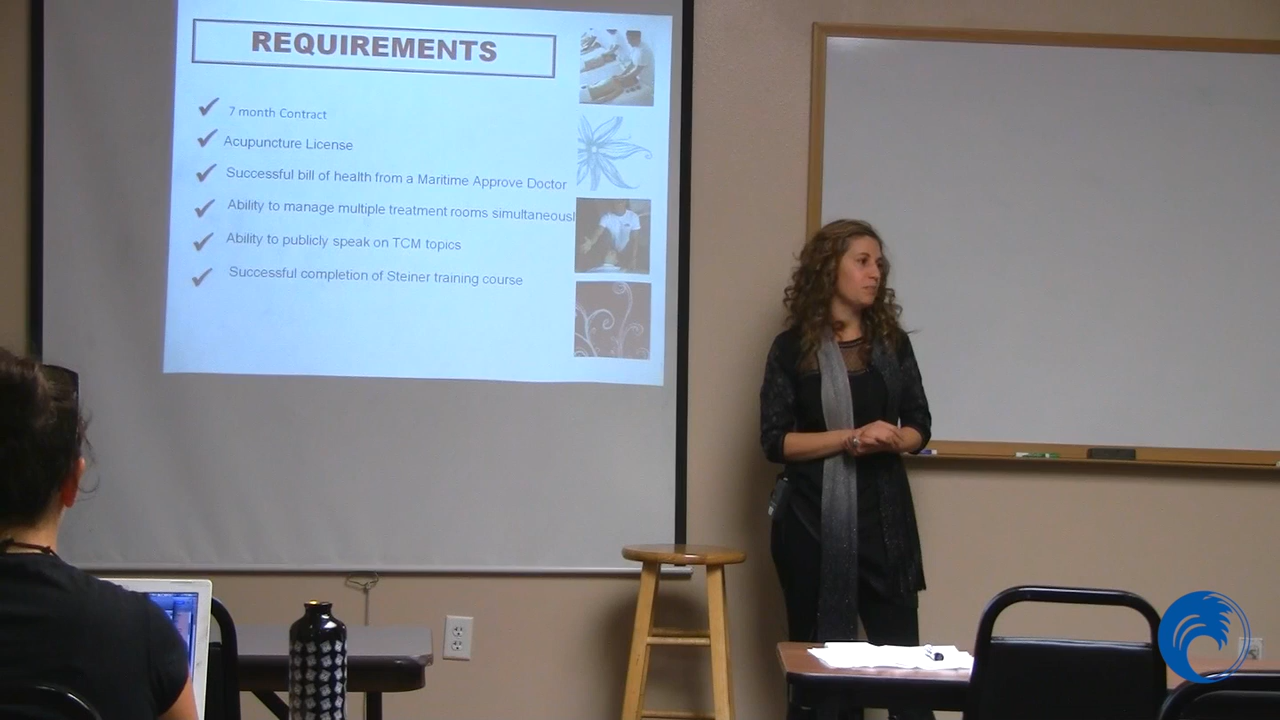 REQUIREMENTS
7 month Contract
Acupuncture License
Successful bill of health from a Maritime Approve Doctor
Ability to manage multiple treatment rooms simultaneousl
Ability to publicly speak on TCM topics
Successful completion of Steiner training course